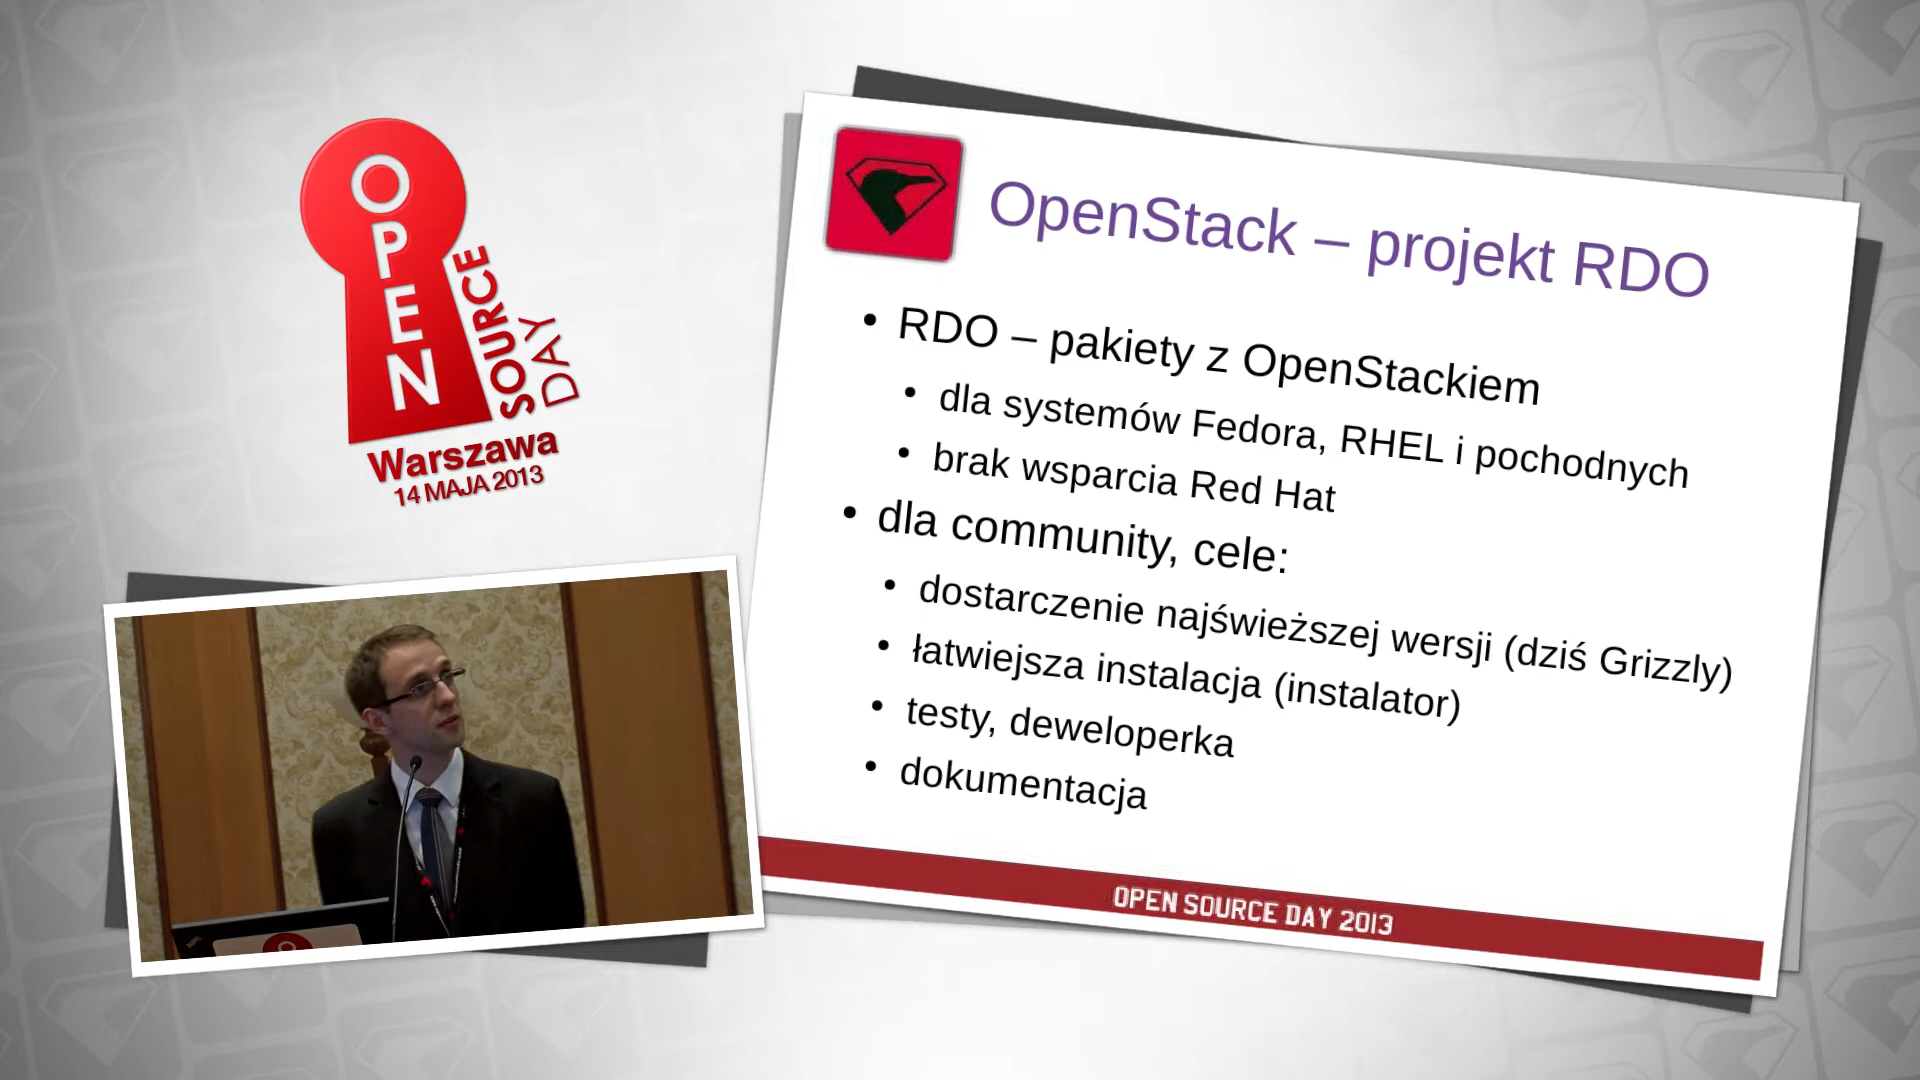 OPEN
SOURCE
DAY
Warszawa
14 MAJA 2013
OpenStack – projekt RDO
• RDO – pakiety z OpenStackiem
• dla systemów Fedora, RHEL i pochodnych
• brak wsparcia Red Hat
• dla community, cele:
• dostarczenie najświeższej wersji (dziś Grizzly)
• łatwiejsza instalacja (instalator)
• testy, deweloperka
• dokumentacja
OPEN SOURCE DAY 2013